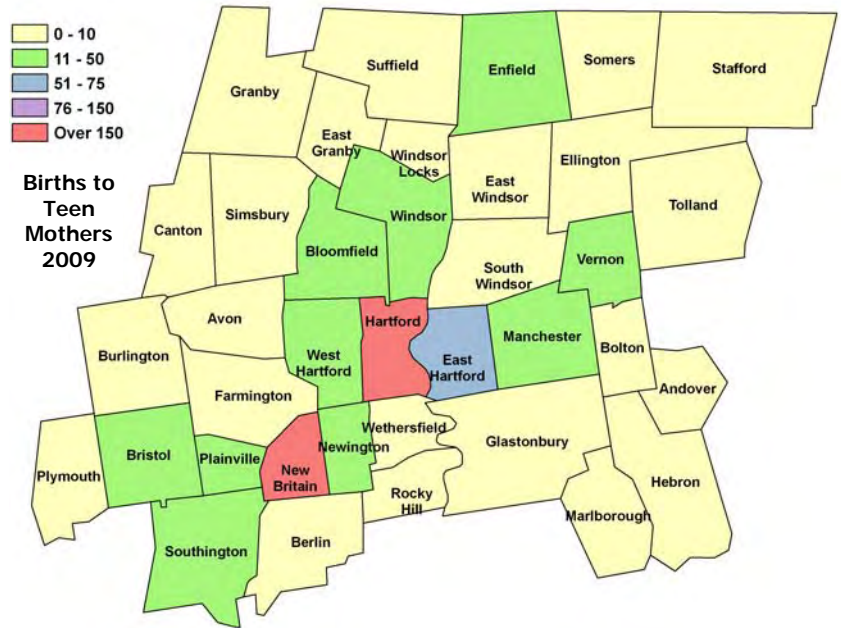 0 - 10
11 - 50
51 - 75
76 - 150
Over 150
Births to
Teen
Mothers
2009
Granby
Suffield
Enfield
Somers
Stafford
East
Granby
Windsor
Locks
East
Windsor
Ellington
Tolland
Canton
Simsbury
Bloomfield
Windsor
South
Windsor
Vernon
Burlington
Avon
West
Hartford
Hartford
East
Hartford
Manchester
Bolton
Andover
Farmington
Plymouth
Bristol
Plainville
New
Britain
Newington
Wethersfield
Rocky
Hill
Glastonbury
Hebron
Marlborough
Southington
Berlin